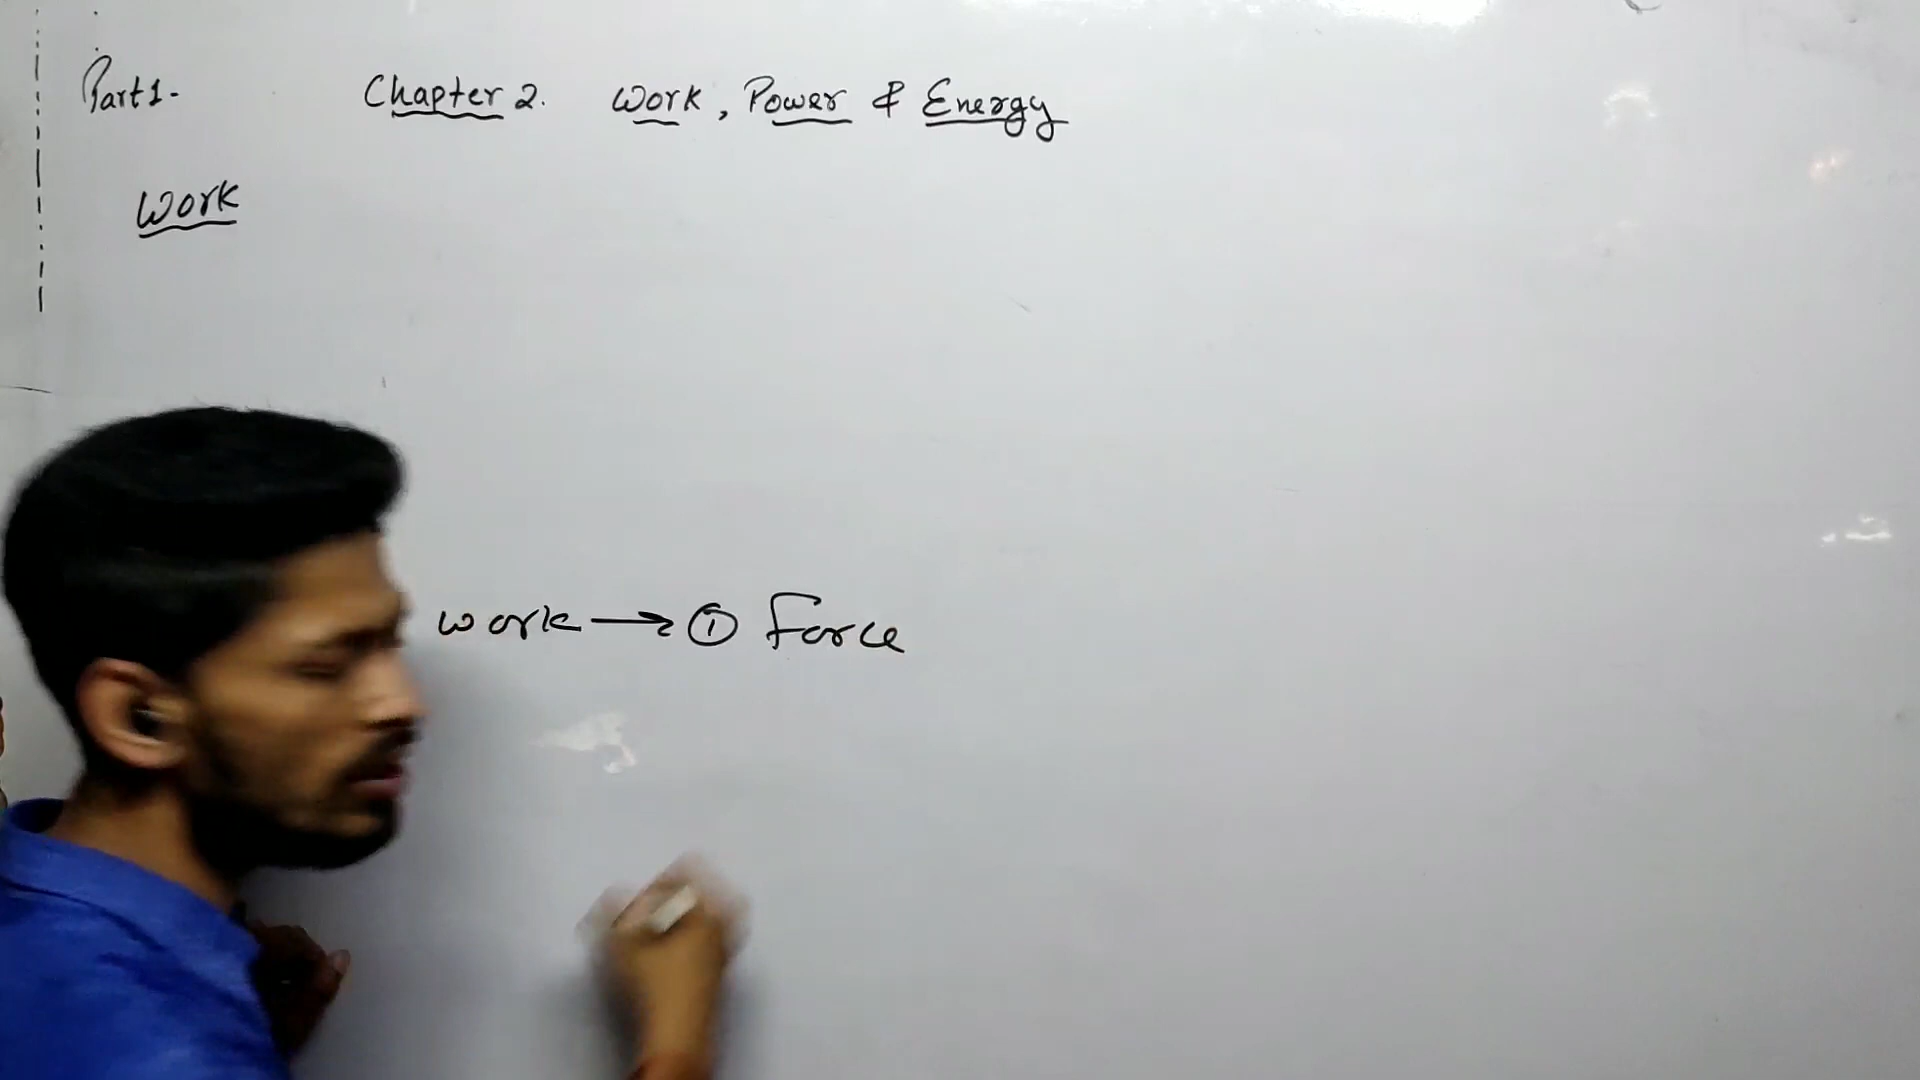 Part 1.
Chapter 2. Work, Power & Energy
Work
work → ① Force